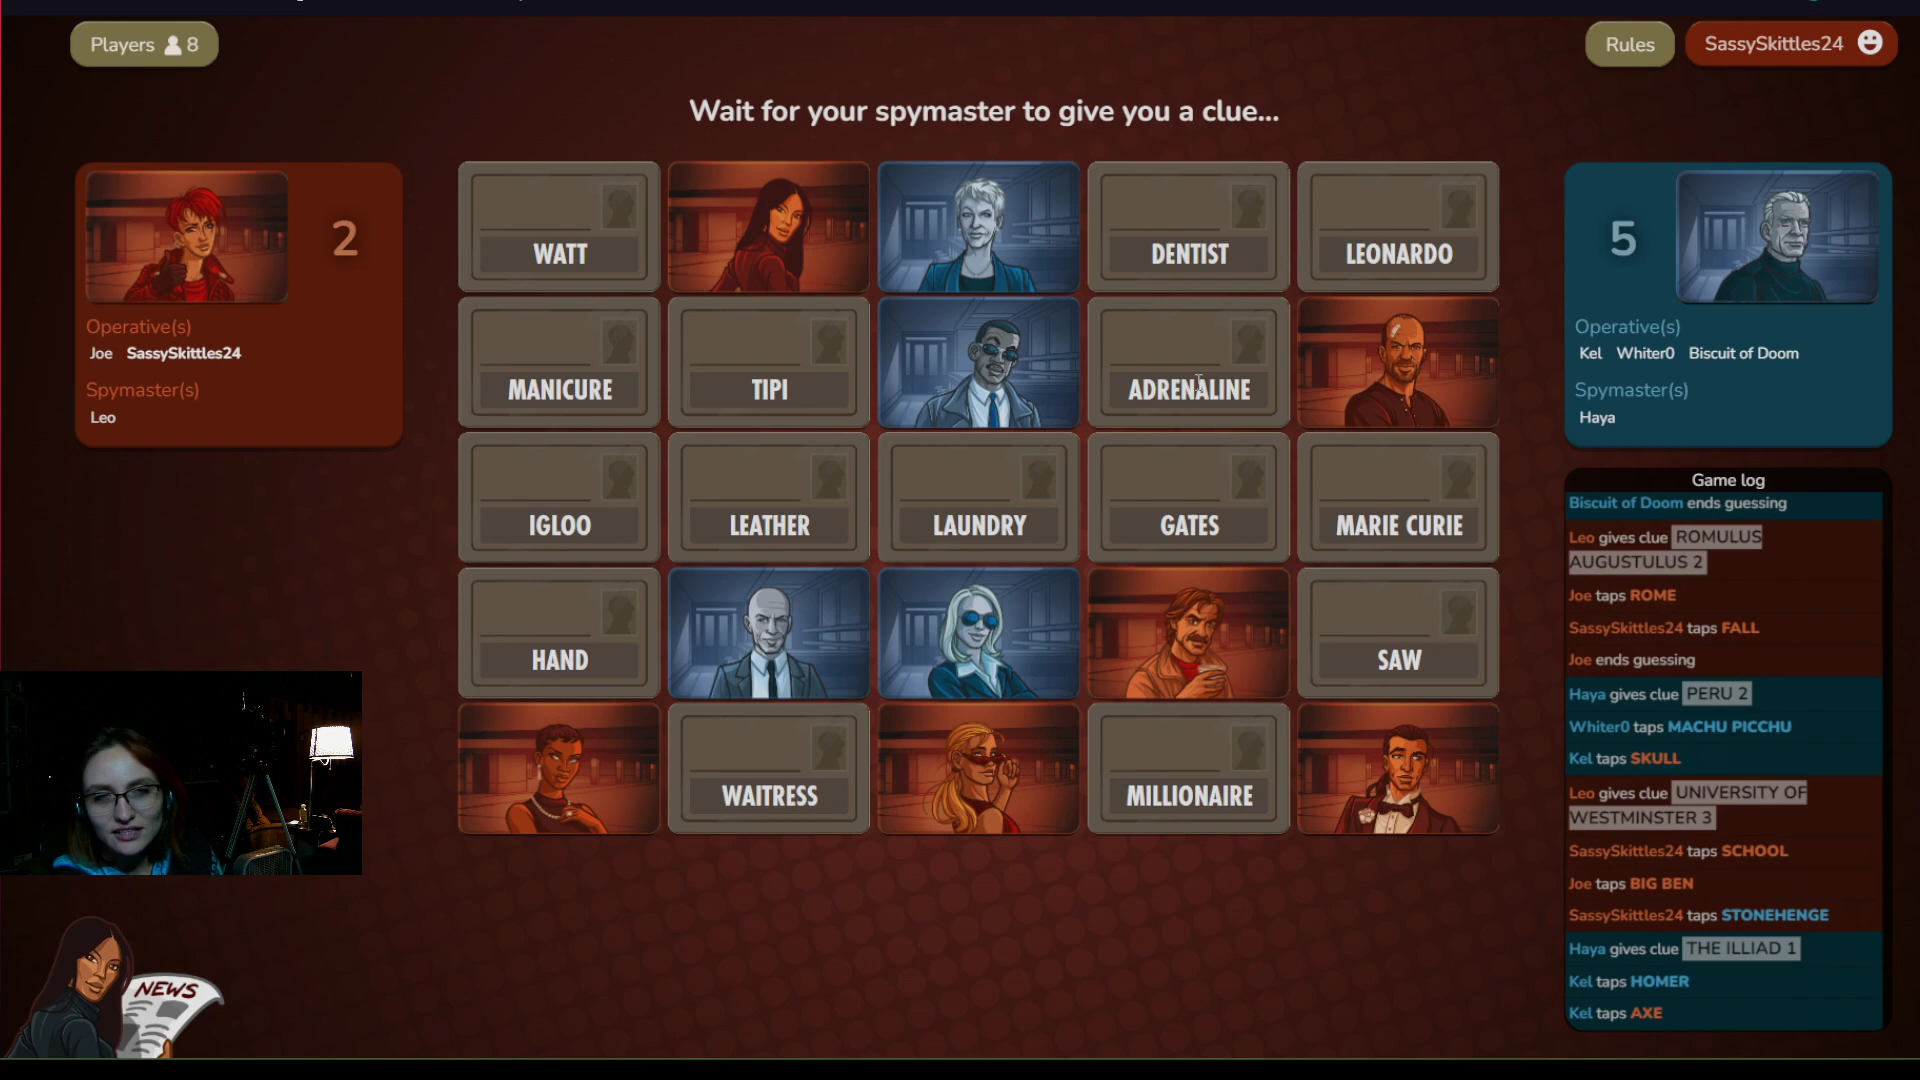 Players 8
Rules
SassySkittles24
Wait for your spymaster to give you a clue...
2
Operative(s)
Joe SassySkittles24
Spymaster(s)
Leo
WATT
DENTIST
LEONARDO
MANICURE
TIPI
ADRENALINE
IGLOO
LEATHER
LAUNDRY
GATES
MARIE CURIE
HAND
SAW
WAITRESS
MILLIONAIRE
5
Operative(s)
Kel Whiter0 Biscuit of Doom
Spymaster(s)
Haya
Game log
Biscuit of Doom ends guessing
Leo gives clue ROMULUS
AUGUSTULUS 2
Joe taps ROME
SassySkittles24 taps FALL
Joe ends guessing
Haya gives clue PERU 2
Whiter0 taps MACHU PICCHU
Kel taps SKULL
Leo gives clue UNIVERSITY OF
WESTMINSTER 3
SassySkittles24 taps SCHOOL
Joe taps BIG BEN
SassySkittles24 taps STONEHENGE
Haya gives clue THE ILLIAD 1
Kel taps HOMER
Kel taps AXE
NEWS